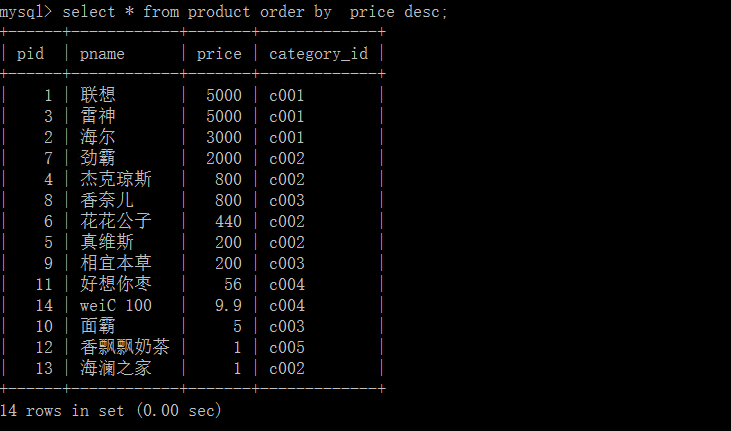 mysql> select * from product order by  price desc;
+------+------------+-------+-------------+
| pid  | pname      | price | category_id |
+------+------------+-------+-------------+
|    1 | 联想       |  5000 | c001        |
|    3 | 雷神       |  5000 | c001        |
|    2 | 海尔       |  3000 | c001        |
|    7 | 劲霸       |  2000 | c002        |
|    4 | 杰克琼斯   |   800 | c002        |
|    8 | 香奈儿     |   800 | c003        |
|    6 | 花花公子   |   440 | c002        |
|    5 | 真维斯     |   200 | c002        |
|    9 | 相宜本草   |   200 | c003        |
|   11 | 好想你枣   |    56 | c004        |
|   14 | weiC 100   |   9.9 | c004        |
|   10 | 面霸       |     5 | c003        |
|   12 | 香飘飘奶茶 |     1 | c005        |
|   13 | 海澜之家   |     1 | c002        |
+------+------------+-------+-------------+
14 rows in set (0.00 sec)